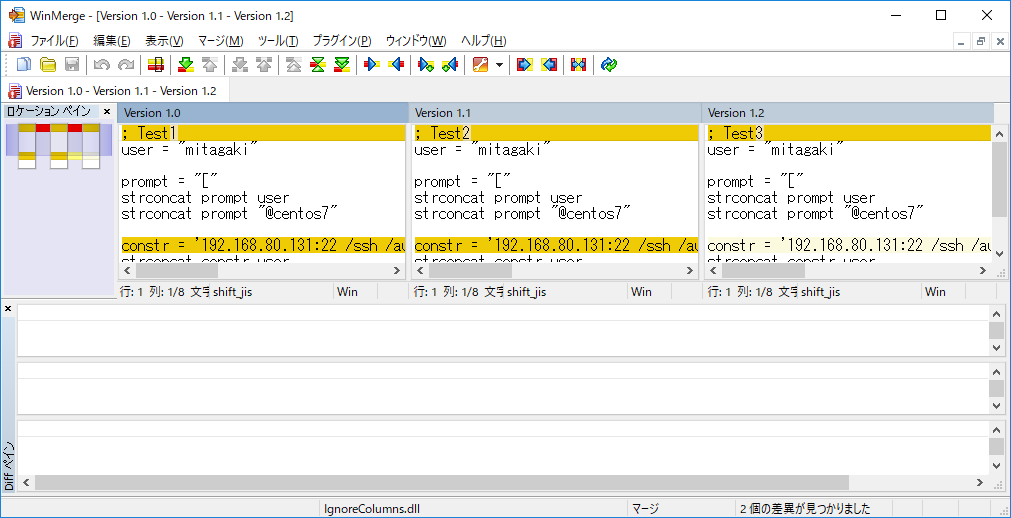 WinMerge - [Version 1.0 - Version 1.1 - Version 1.2]
ファイル(F) 編集(E) 表示(V) マージ(M) ツール(T) プラグイン(P) ウィンドウ(W) ヘルプ(H)
Version 1.0 - Version 1.1 - Version 1.2
ロケーション ペイン
Version 1.0
; Test1
user = "mitagaki"
prompt = "["
strconcat prompt user
strconcat prompt "@centos7"
constr = '192.168.80.131:22 /ssh /au
strconcat constr user
行: 1 列: 1/8 文字 shift_jis Win
Version 1.1
; Test2
user = "mitagaki"
prompt = "["
strconcat prompt user
strconcat prompt "@centos7"
constr = '192.168.80.131:22 /ssh /au
strconcat constr user
行: 1 列: 1/8 文字 shift_jis Win
Version 1.2
; Test3
user = "mitagaki"
prompt = "["
strconcat prompt user
strconcat prompt "@centos7"
constr = '192.168.80.131:22 /ssh /au
strconcat constr user
行: 1 列: 1/8 文字 shift_jis Win
Diff ペイン
IgnoreColumns.dll マージ 2 個の差異が見つかりました